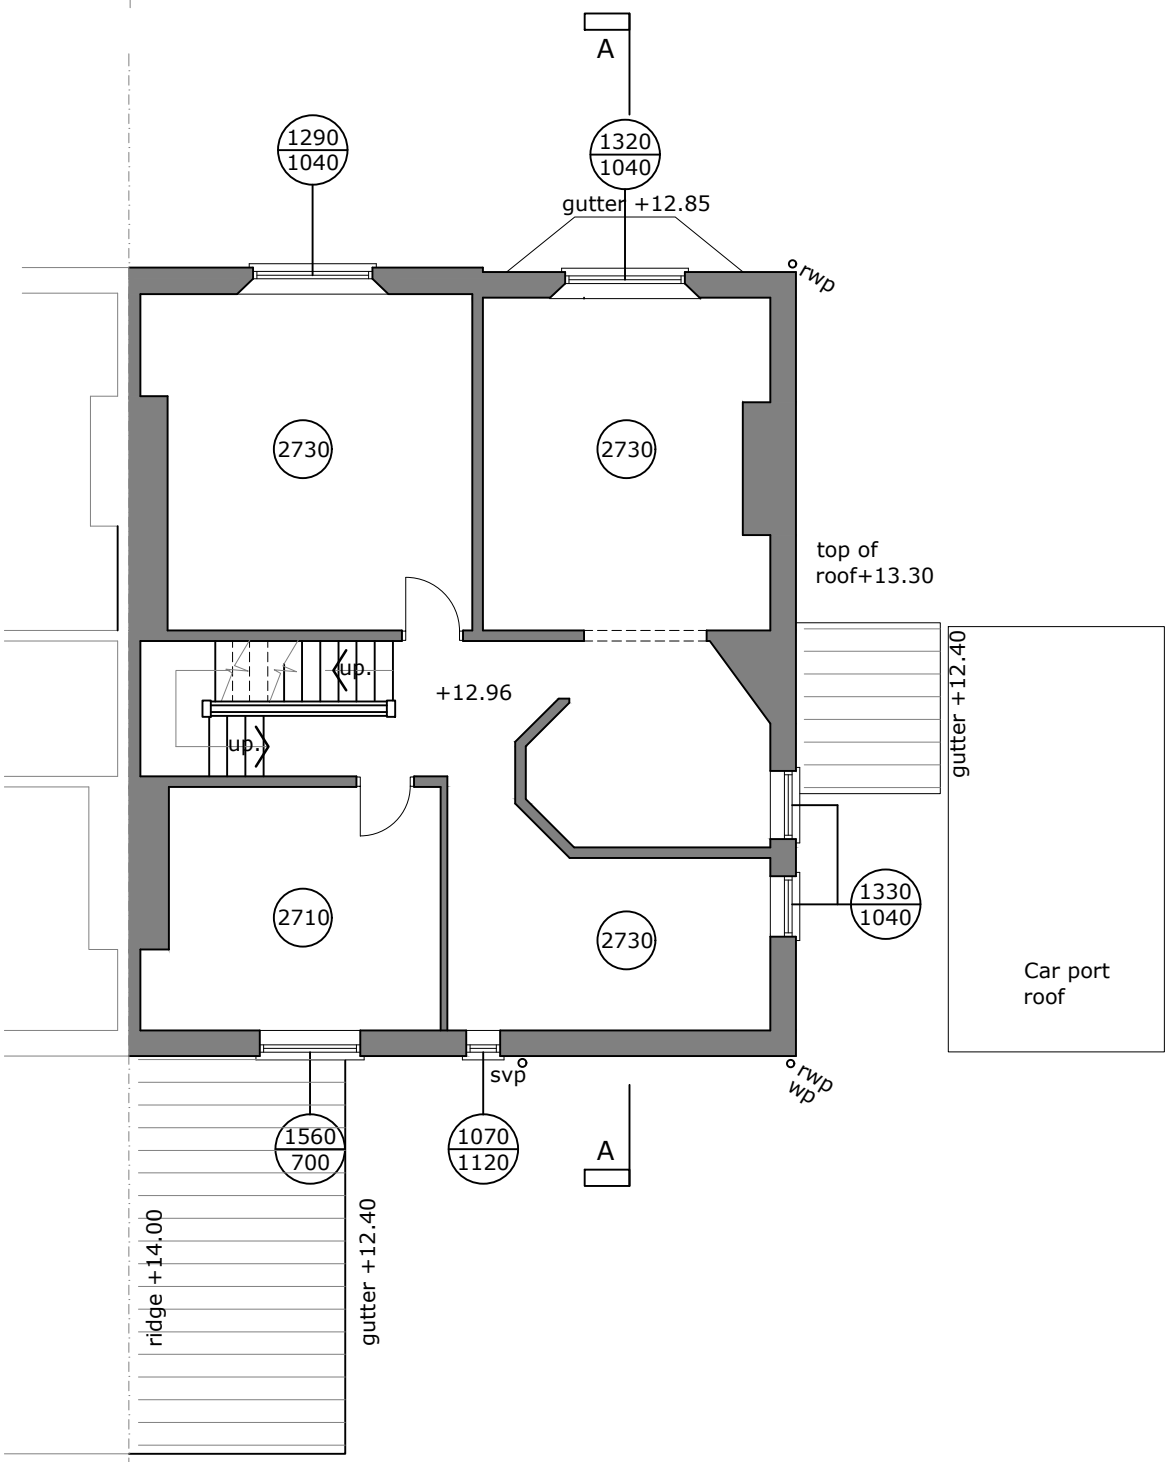 A
1290
1040
1320
1040
gutter +12.85
rwp
2730
2730
top of
roof+13.30
gutter +12.40
up.
+12.96
up.
1330
1040
2710
2730
Car port
roof
svp
rwp
wp
1560
700
1070
1120
A
ridge +14.00
gutter +12.40